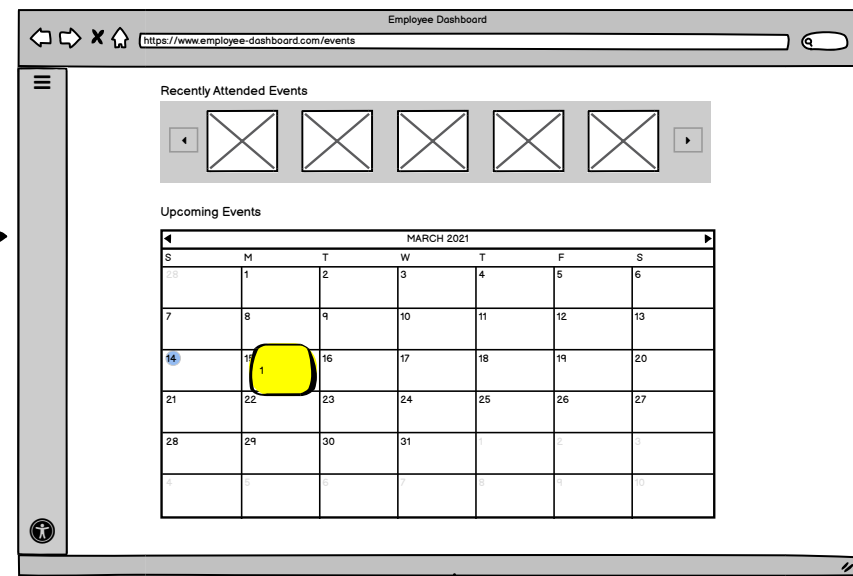 Employee Dashboard
https://www.employee-dashboard.com/events
Recently Attended Events
Upcoming Events
MARCH 2021
S M T W T F S
28 1 2 3 4 5 6
7 8 9 10 11 12 13
14 15 16 17 18 19 20
1
21 22 23 24 25 26 27
28 29 30 31 1 2 3
4 5 6 7 8 9 10